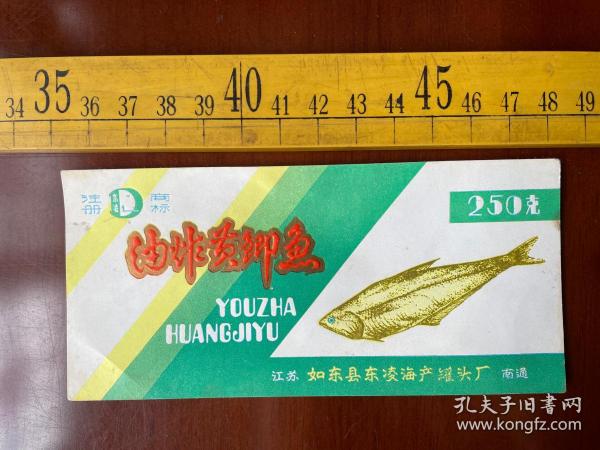 34 35 36 37 38 39 40 41 42 43 44 45 46 47 48 49
注册 商标
250克
油炸黄鲫鱼
YOUZHA
HUANGJIYU
江苏 如东县东凌海产罐头厂 南通
孔夫子旧书网
www.kongfz.com